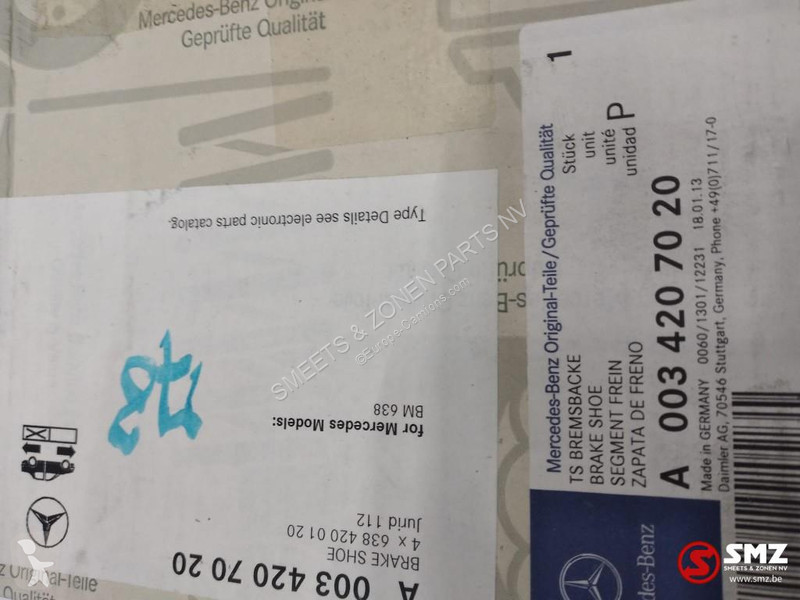 Mercedes-Benz Origin
Geprüfte Qualität
Type Details see electronic parts catalog.
for Mercedes Models:
BM 638
A 003 420 70 20
BRAKE SHOE
4 x 638 420 01 20
Jurid 112
78
Original-Teile
Qualität
Mercedes-Benz Original-Teile/Geprüfte Qualität
TS BREMSBACKE
BRAKE SHOE
SEGMENT FREIN
ZAPATA DE FRENO
Stück
unit
unité
unidad P
1
A 003 420 70 20
Made in GERMANY 0060/1301/12231 18.01.13
Daimler AG, 70546 Stuttgart, Germany, Phone +49(0)711/17-0
des-Benz
SMEETS & ZONEN PARTS NV
©Europe-Camions.com
SMZ
SMEETS & ZONEN NV
www.smz.be